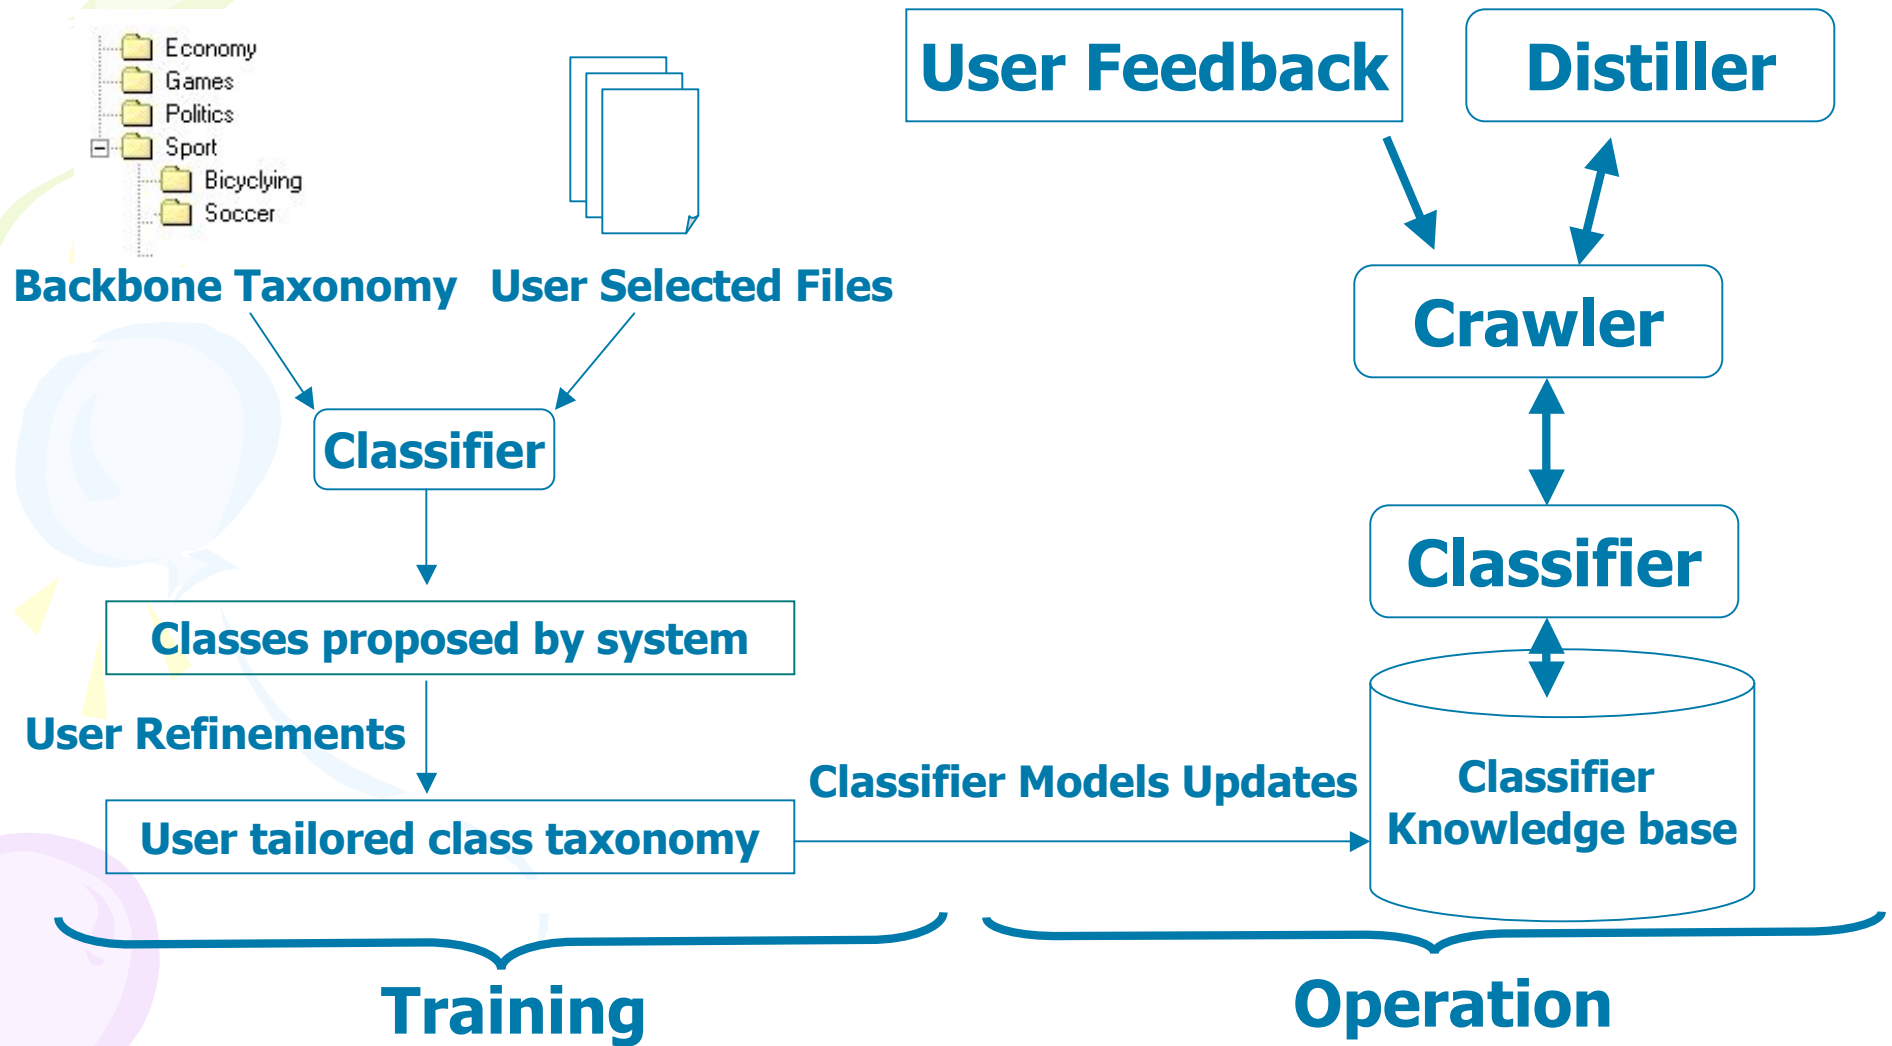 Economy
Games
Politics
Sport
Bicyclying
Soccer
Backbone Taxonomy
User Selected Files
Classifier
Classes proposed by system
User Refinements
User tailored class taxonomy
Training
User Feedback
Distiller
Crawler
Classifier
Classifier Models Updates
Classifier
Knowledge base
Operation